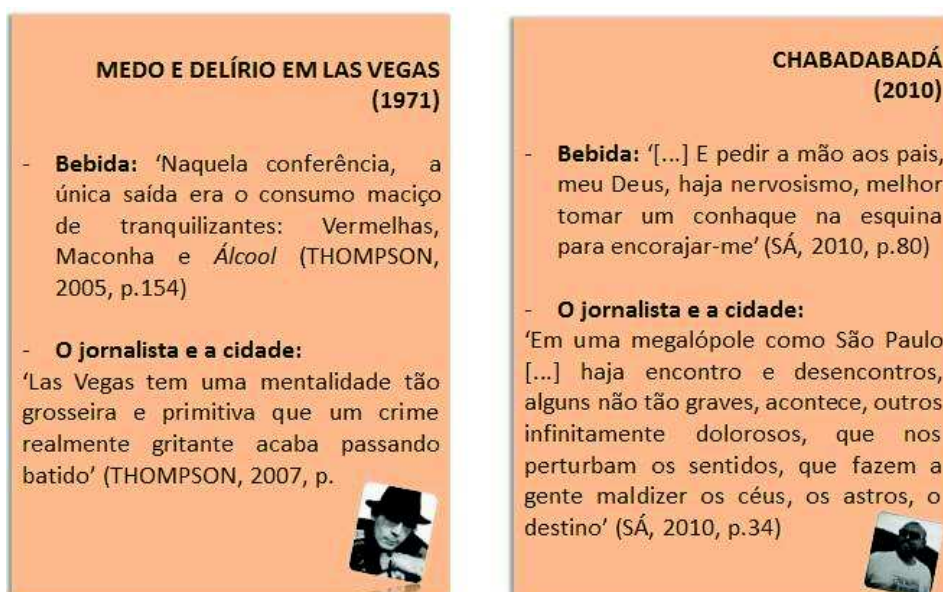 MEDO E DELÍRIO EM LAS VEGAS
(1971)
- Bebida: ‘Naquela conferência, a
única saída era o consumo maciço
de tranquilizantes: Vermelhas,
Maconha e Álcool (THOMPSON,
2005, p.154)
- O jornalista e a cidade:
‘Las Vegas tem uma mentalidade tão
grosseira e primitiva que um crime
realmente gritante acaba passando
batido’ (THOMPSON, 2007, p.
CHABADABADÁ
(2010)
- Bebida: ‘[...] E pedir a mão aos pais,
meu Deus, haja nervosismo, melhor
tomar um conhaque na esquina
para encorajar-me’ (SÁ, 2010, p.80)
- O jornalista e a cidade:
‘Em uma megalópole como São Paulo
[...] haja encontro e desencontros,
alguns não tão graves, acontece, outros
infinitamente dolorosos, que nos
perturbam os sentidos, que fazem a
gente maldizer os céus, os astros, o
destino’ (SÁ, 2010, p.34)